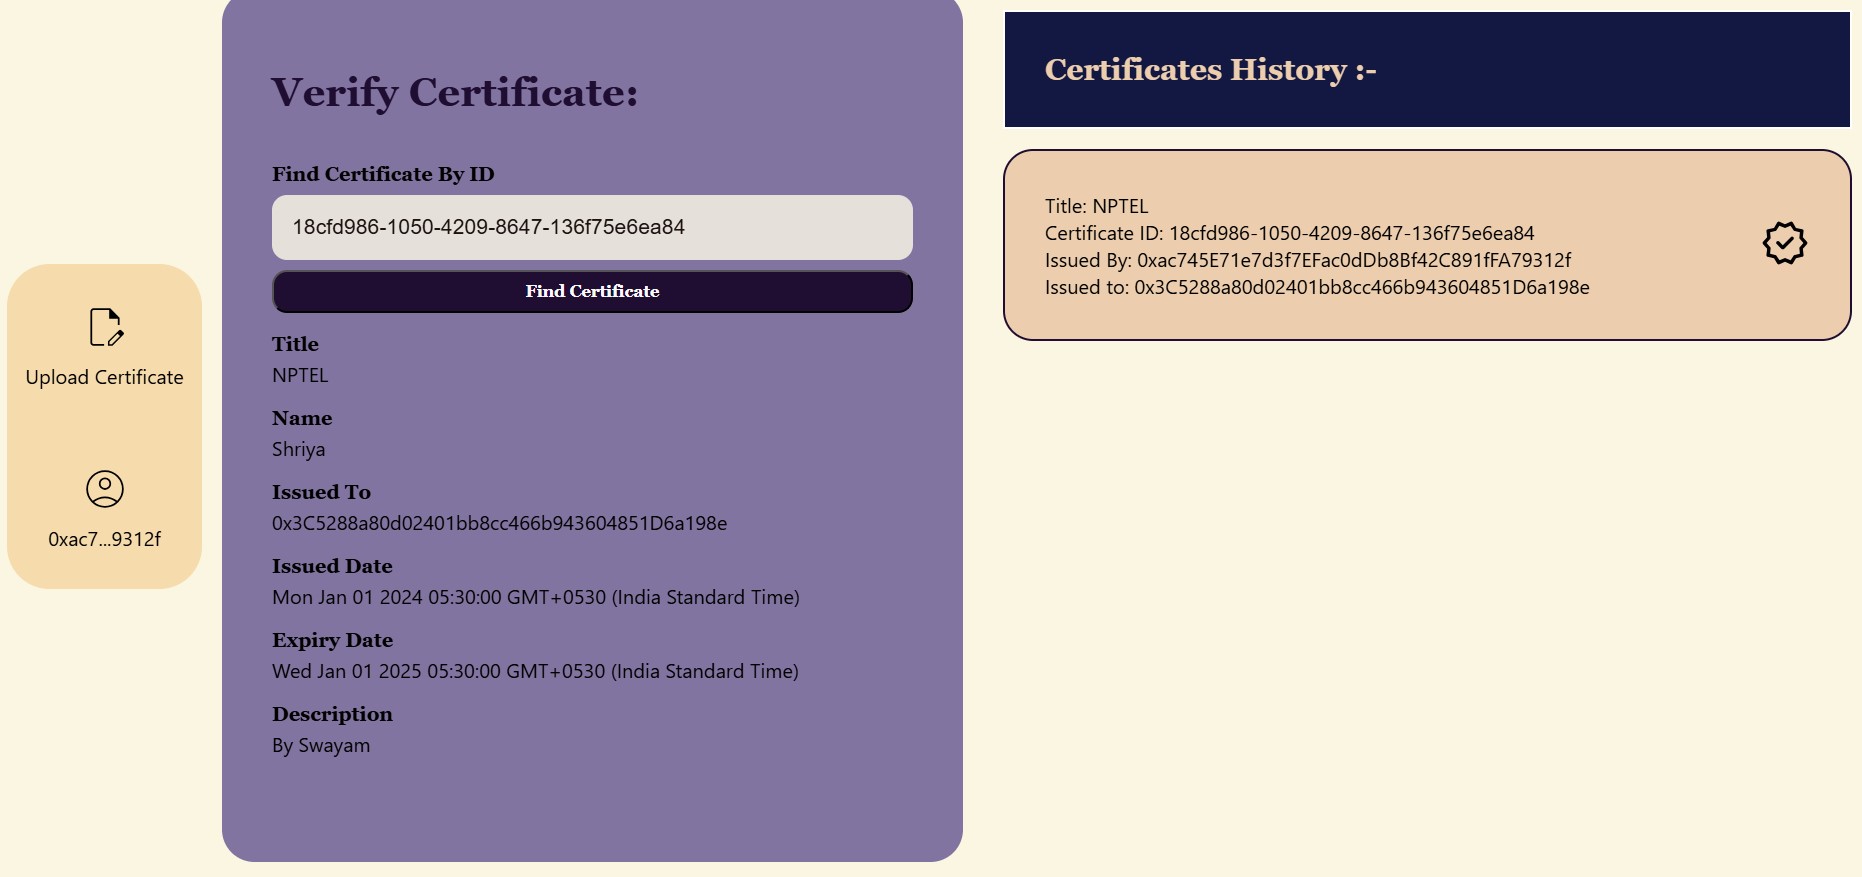 Upload Certificate
0xac7...9312f
Verify Certificate:
Find Certificate By ID
18cfd986-1050-4209-8647-136f75e6ea84
Find Certificate
Title
NPTEL
Name
Shriya
Issued To
0x3C5288a80d02401bb8cc466b943604851D6a198e
Issued Date
Mon Jan 01 2024 05:30:00 GMT+0530 (India Standard Time)
Expiry Date
Wed Jan 01 2025 05:30:00 GMT+0530 (India Standard Time)
Description
By Swayam
Certificates History :-
Title: NPTEL
Certificate ID: 18cfd986-1050-4209-8647-136f75e6ea84
Issued By: 0xac745E71e7d3f7EFac0dDb8Bf42C891fFA79312f
Issued to: 0x3C5288a80d02401bb8cc466b943604851D6a198e